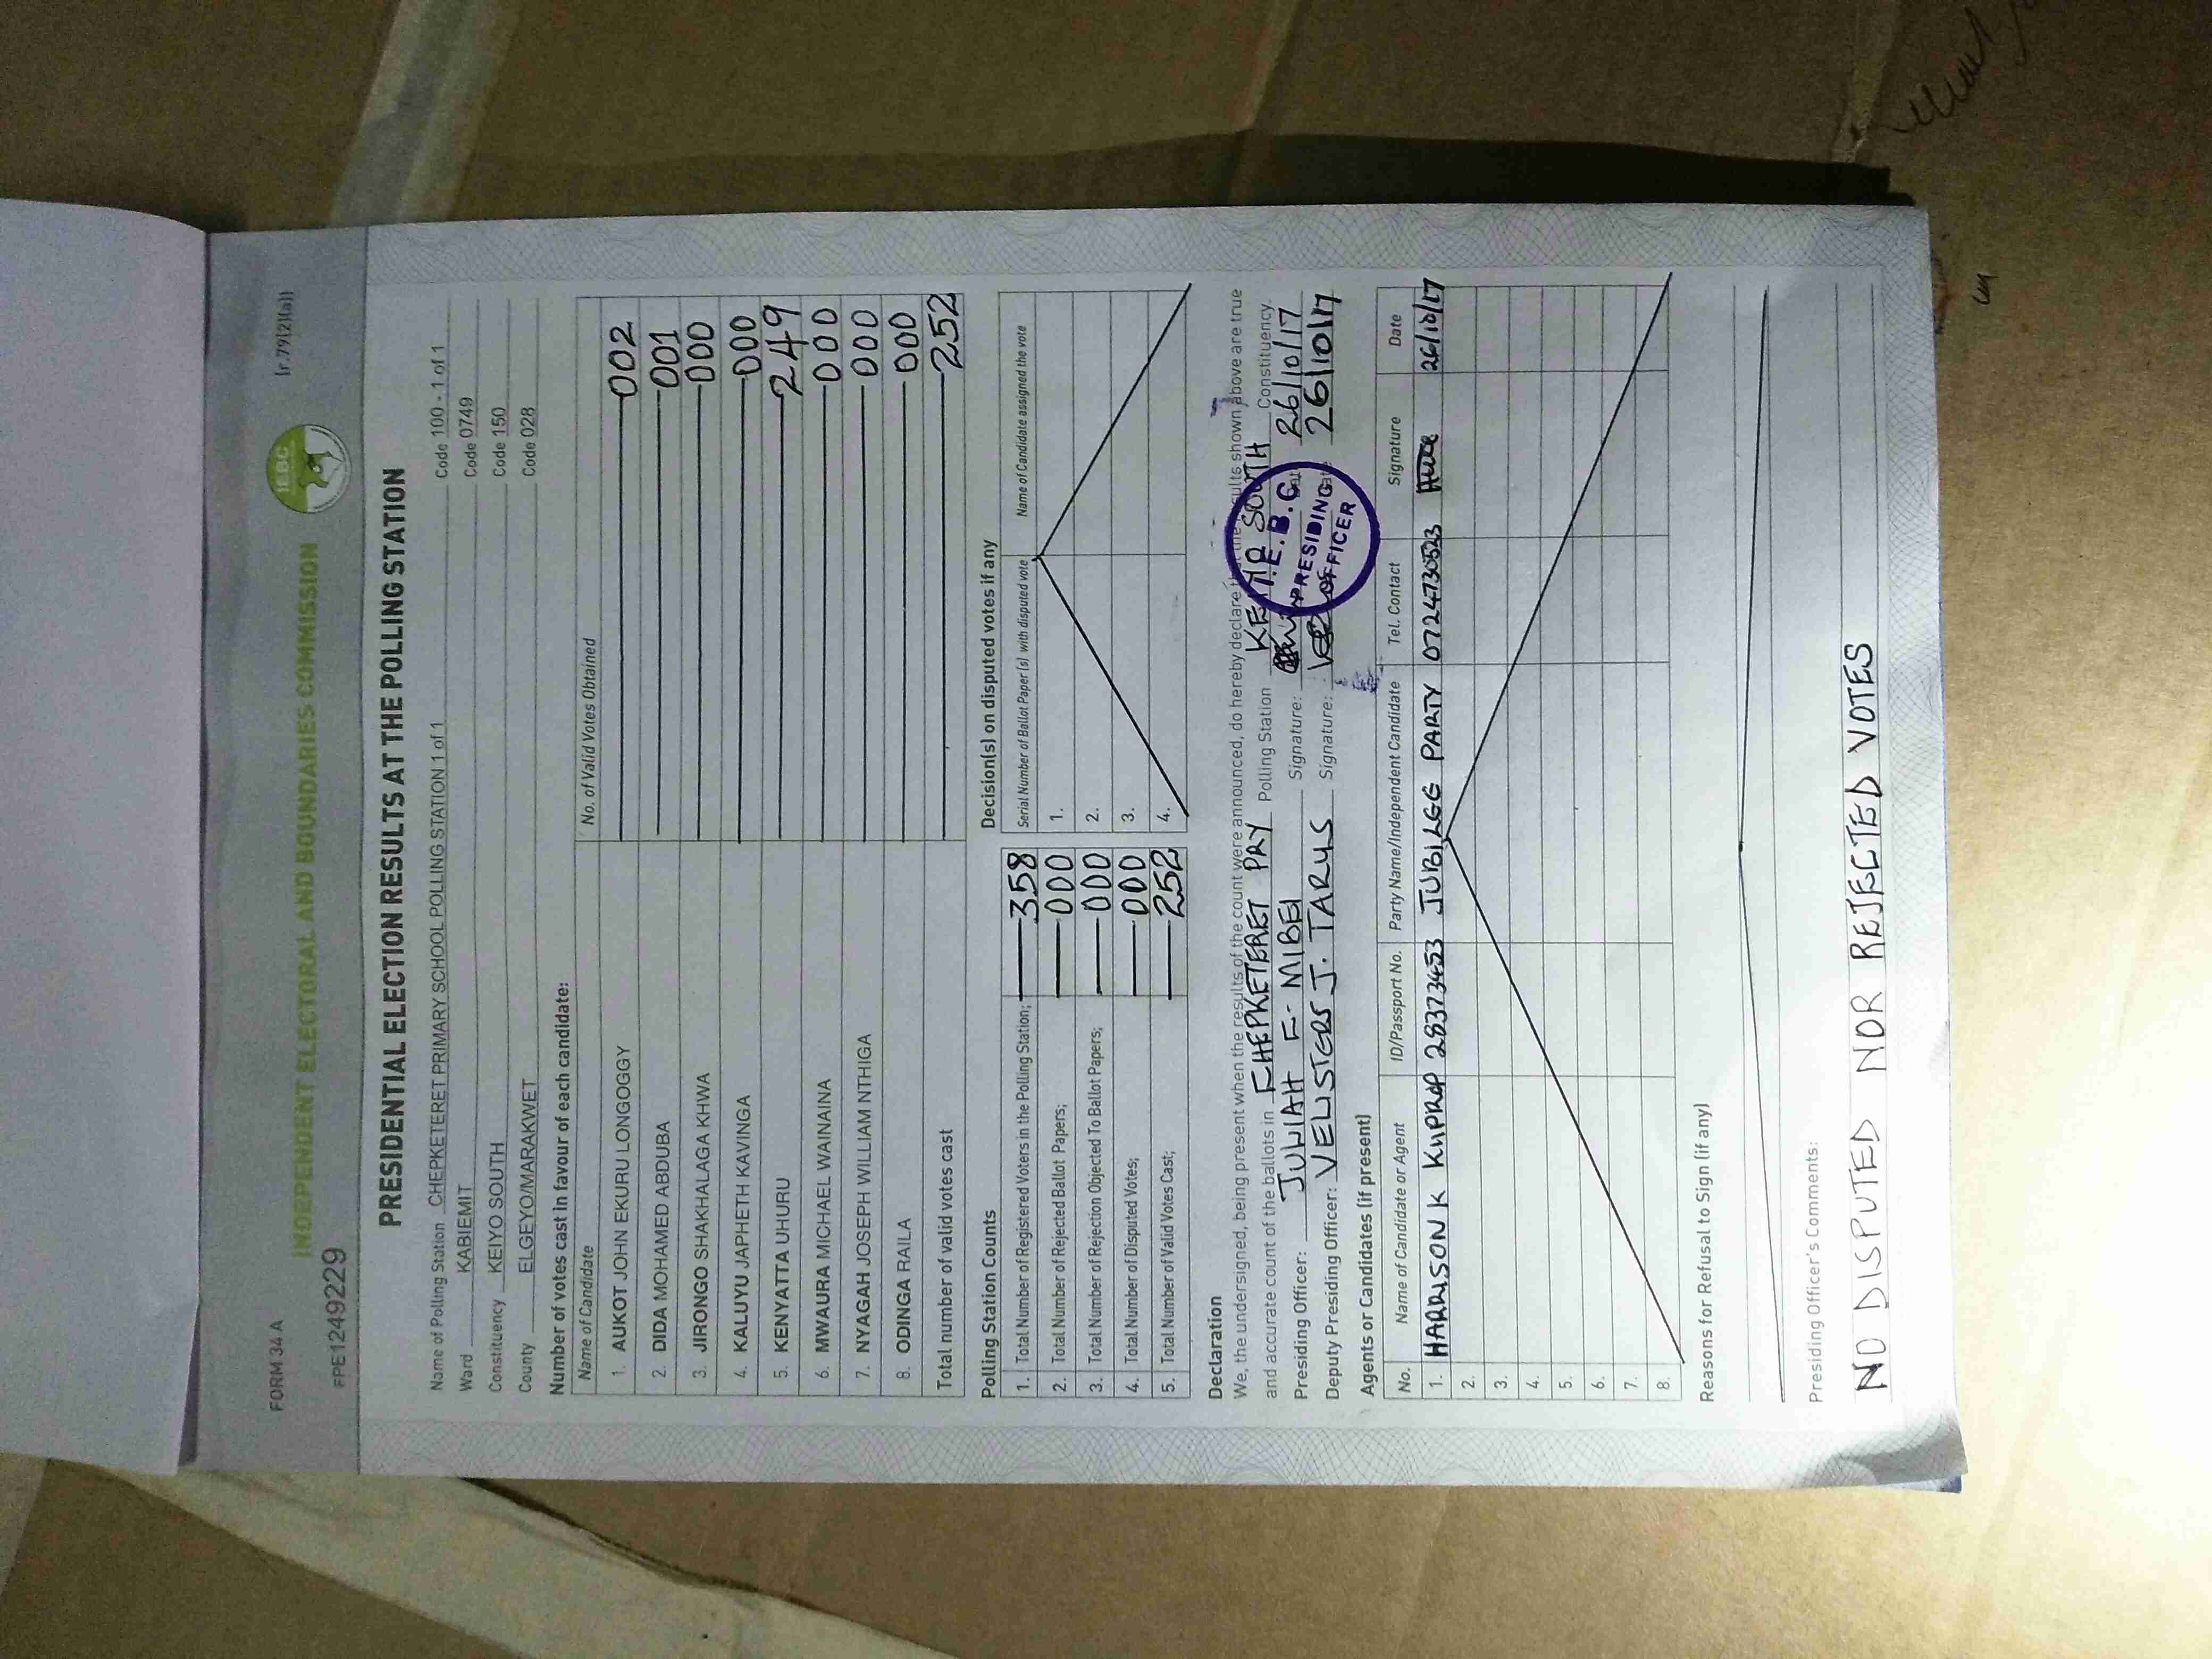 FORM 34 A
[r.79(2)(a)]
INDEPENDENT ELECTORAL AND BOUNDARIES COMMISSION
IEBC
FPE1249229
PRESIDENTIAL ELECTION RESULTS AT THE POLLING STATION
Name of Polling Station CHEPKETERET PRIMARY SCHOOL POLLING STATION 1 of 1 Code 100 - 1 of 1
Ward KABIEMIT Code 0749
Constituency KEIYO SOUTH Code 150
County ELGEYO/MARAKWET Code 028
Number of votes cast in favour of each candidate:
Name of Candidate No. of Valid Votes Obtained
1. AUKOT JOHN EKURU LONGOGGY 002
2. DIDA MOHAMED ABDUBA 001
3. JIRONGO SHAKHALAGA KHWA 000
4. KALUYU JAPHETH KAVINGA 000
5. KENYATTA UHURU 249
6. MWAURA MICHAEL WAINAINA 000
7. NYAGAH JOSEPH WILLIAM NTHIGA 000
8. ODINGA RAILA 000
Total number of valid votes cast 252
Polling Station Counts
1. Total Number of Registered Voters in the Polling Station; 358
2. Total Number of Rejected Ballot Papers; 000
3. Total Number of Rejection Objected To Ballot Papers; 000
4. Total Number of Disputed Votes; 000
5. Total Number of Valid Votes Cast; 252
Decision(s) on disputed votes if any
Serial Number of Ballot Paper (s) with disputed vote Name of Candidate assigned the vote
1.
2.
3.
4.
Declaration
We, the undersigned, being present when the results of the count were announced, do hereby declare that the results shown above are true
and accurate count of the ballots in CHEPKETERET PRY Polling Station KEIYO SOUTH Constituency.
Presiding Officer: E. MIBEI Signature: 26/10/17
Deputy Presiding Officer: J. TARUS Signature: 26/10/17
I.E.B.C.
PRESIDING
OFFICER
Agents or Candidates (if present)
No. Name of Candidate or Agent ID/Passport No. Party Name/Independent Candidate Tel. Contact Signature Date
1. HARRISON K KUPROP 28373453 JUBILEE PARTY 0724730523 26/10/17
2.
3.
4.
5.
6.
7.
8.
Reasons for Refusal to Sign (if any)
Presiding Officer's Comments:
NO DISPUTED NOR REJECTED VOTES